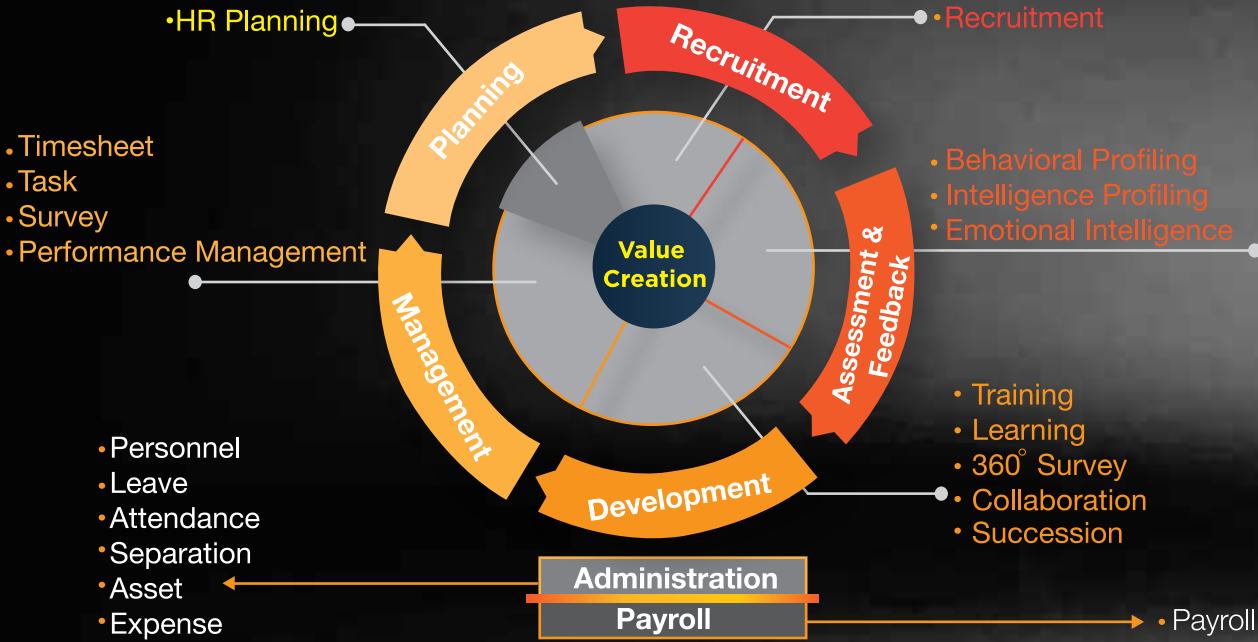 •HR Planning
• Recruitment
Recruitment
Planning
• Timesheet
• Task
• Survey
• Performance Management
• Behavioral Profiling
• Intelligence Profiling
• Emotional Intelligence
Value
Creation
Assessment &
Feedback
Management
Development
• Training
• Learning
• 360° Survey
• Collaboration
• Succession
• Personnel
• Leave
• Attendance
• Separation
• Asset
• Expense
Administration
Payroll
• Payroll